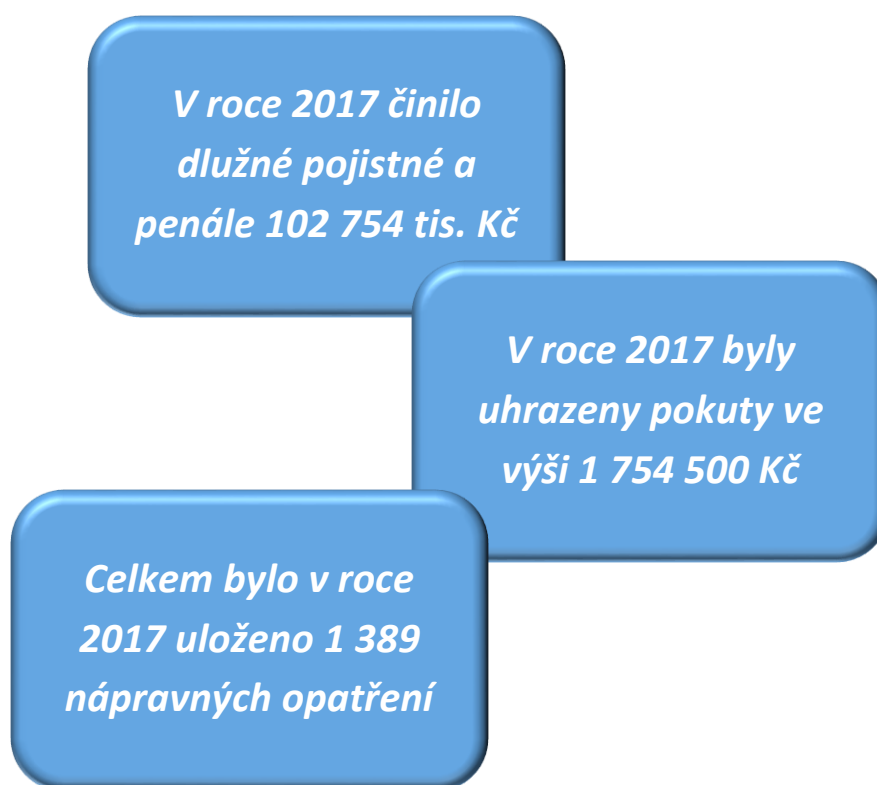 V roce 2017 činilo
dlužné pojistné a
penále 102 754 tis. Kč
V roce 2017 byly
uhrazeny pokuty ve
výši 1 754 500 Kč
Celkem bylo v roce
2017 uloženo 1 389
nápravných opatření